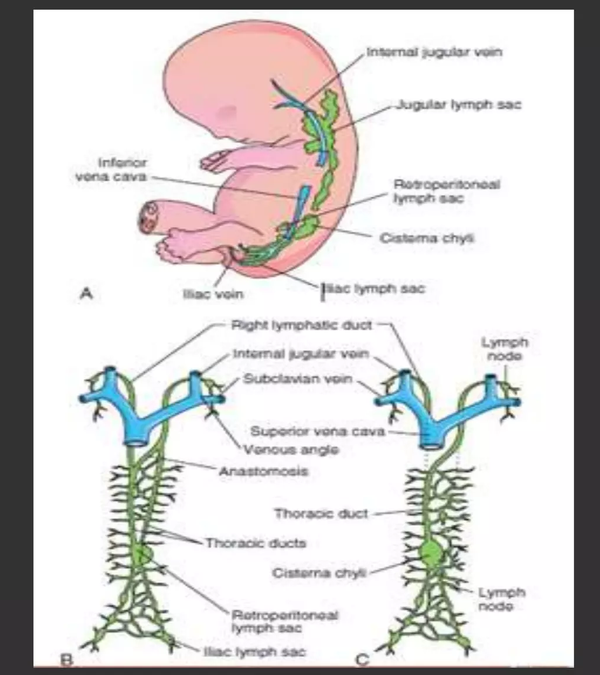 Internal jugular vein
Jugular lymph sac
Inferior
vena cava
Retroperitoneal
lymph sac
Cisterna chyli
A
Iliac vein
Iliac lymph sac
Right lymphatic duct
Lymph
node
Internal jugular vein
Subclavian vein
Superior vena cava
Venous angle
Anastomosis
Thoracic duct
Thoracic ducts
Cisterna chyli
Lymph
node
Retroperitoneal
lymph sac
Iliac lymph sac
B
C